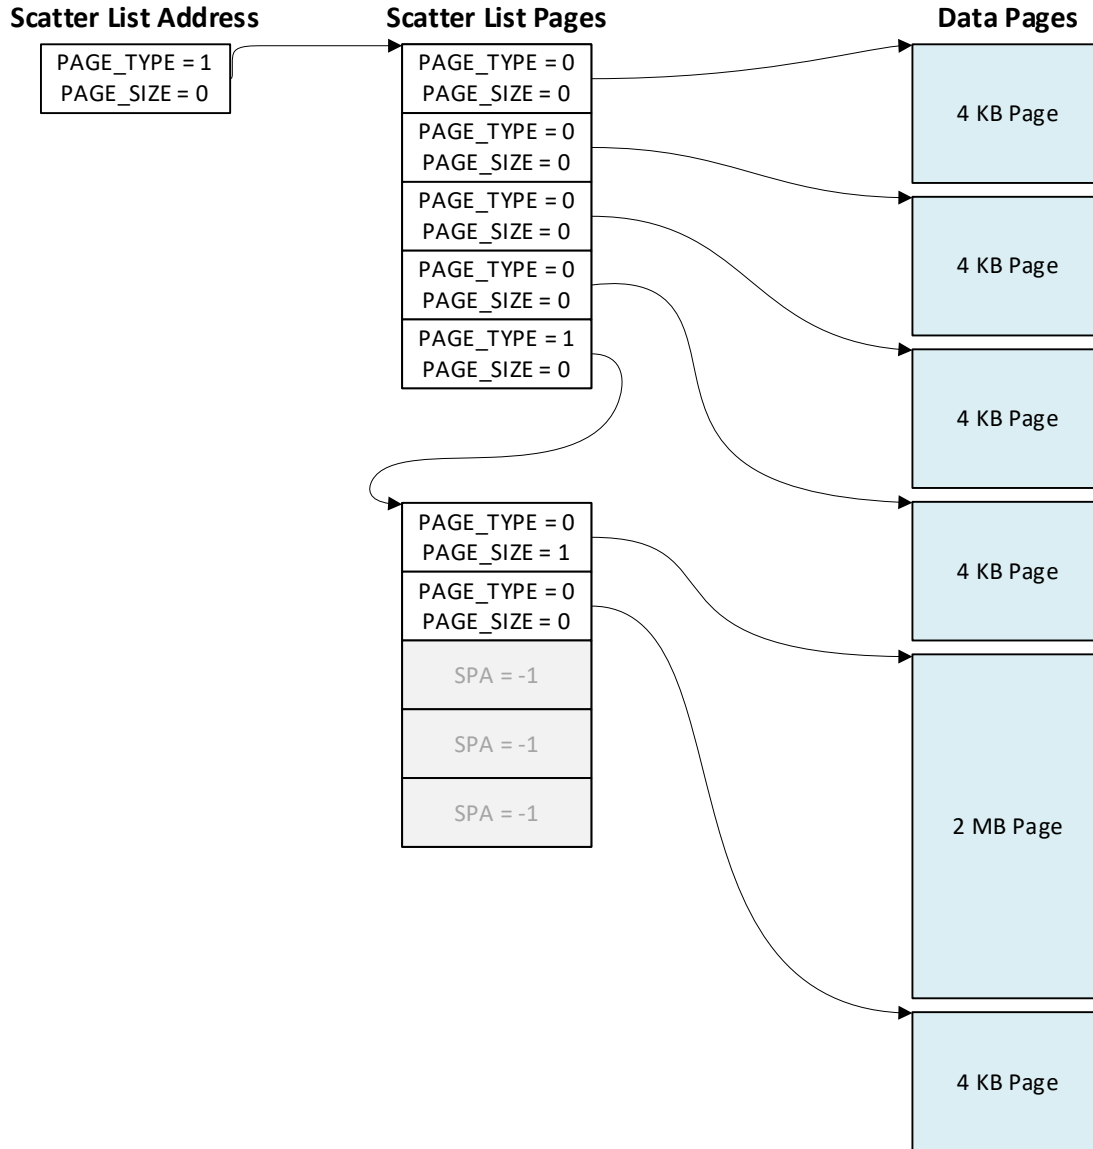 Scatter List Address
PAGE_TYPE = 1
PAGE_SIZE = 0
Scatter List Pages
PAGE_TYPE = 0
PAGE_SIZE = 0
PAGE_TYPE = 0
PAGE_SIZE = 0
PAGE_TYPE = 0
PAGE_SIZE = 0
PAGE_TYPE = 0
PAGE_SIZE = 0
PAGE_TYPE = 1
PAGE_SIZE = 0
PAGE_TYPE = 0
PAGE_SIZE = 1
PAGE_TYPE = 0
PAGE_SIZE = 0
SPA = -1
SPA = -1
SPA = -1
Data Pages
4 KB Page
4 KB Page
4 KB Page
4 KB Page
2 MB Page
4 KB Page